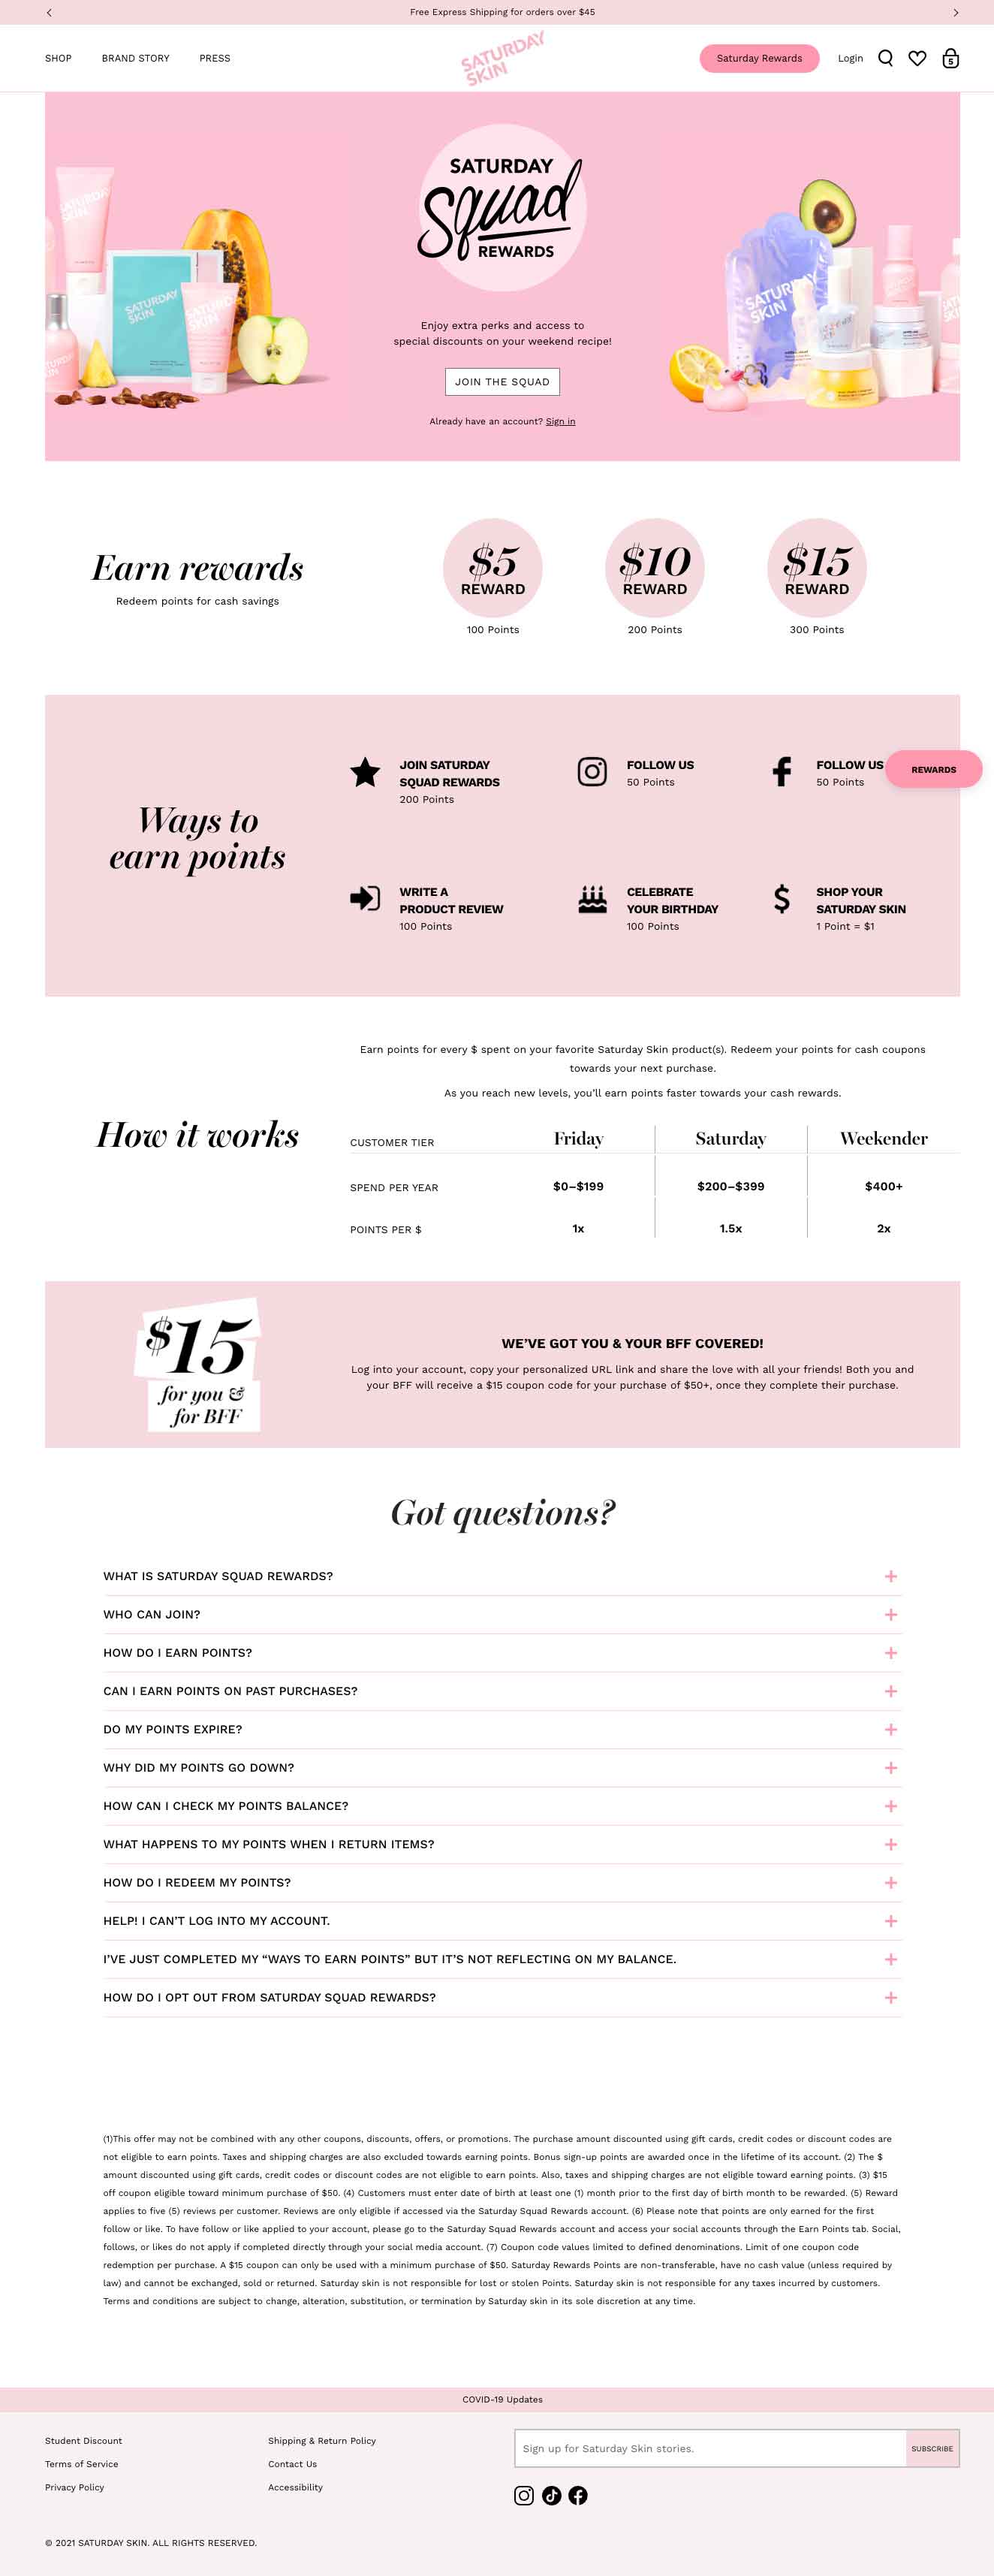 Free Express Shipping for orders over $45
SHOP
BRAND STORY
PRESS
SATURDAY
SKIN
Saturday Rewards
Login
5
SATURDAY
Squad
REWARDS
SATURDAY
SKIN
SATURDAY
SKIN
SATURDAY
SKIN
Enjoy extra perks and access to
special discounts on your weekend recipe!
JOIN THE SQUAD
Already have an account? Sign in
Earn rewards
Redeem points for cash savings
$5
REWARD
100 Points
$10
REWARD
200 Points
$15
REWARD
300 Points
Ways to
earn points
JOIN SATURDAY
SQUAD REWARDS
200 Points
FOLLOW US
50 Points
FOLLOW US
50 Points
REWARDS
WRITE A
PRODUCT REVIEW
100 Points
CELEBRATE
YOUR BIRTHDAY
100 Points
SHOP YOUR
SATURDAY SKIN
1 Point = $1
How it works
Earn points for every $ spent on your favorite Saturday Skin product(s). Redeem your points for cash coupons
towards your next purchase.
As you reach new levels, you’ll earn points faster towards your cash rewards.
CUSTOMER TIER Friday Saturday Weekender
SPEND PER YEAR $0–$199 $200–$399 $400+
POINTS PER $ 1x 1.5x 2x
$15
for you &
for BFF
WE’VE GOT YOU & YOUR BFF COVERED!
Log into your account, copy your personalized URL link and share the love with all your friends! Both you and
your BFF will receive a $15 coupon code for your purchase of $50+, once they complete their purchase.
Got questions?
WHAT IS SATURDAY SQUAD REWARDS?
WHO CAN JOIN?
HOW DO I EARN POINTS?
CAN I EARN POINTS ON PAST PURCHASES?
DO MY POINTS EXPIRE?
WHY DID MY POINTS GO DOWN?
HOW CAN I CHECK MY POINTS BALANCE?
WHAT HAPPENS TO MY POINTS WHEN I RETURN ITEMS?
HOW DO I REDEEM MY POINTS?
HELP! I CAN’T LOG INTO MY ACCOUNT.
I’VE JUST COMPLETED MY “WAYS TO EARN POINTS” BUT IT’S NOT REFLECTING ON MY BALANCE.
HOW DO I OPT OUT FROM SATURDAY SQUAD REWARDS?
(1)This offer may not be combined with any other coupons, discounts, offers, or promotions. The purchase amount discounted using gift cards, credit codes or discount codes are
not eligible to earn points. Taxes and shipping charges are also excluded towards earning points. Bonus sign-up points are awarded once in the lifetime of its account. (2) The $
amount discounted using gift cards, credit codes or discount codes are not eligible to earn points. Also, taxes and shipping charges are not eligible toward earning points. (3) $15
off coupon eligible toward minimum purchase of $50. (4) Customers must enter date of birth at least one (1) month prior to the first day of birth month to be rewarded. (5) Reward
applies to five (5) reviews per customer. Reviews are only eligible if accessed via the Saturday Squad Rewards account. (6) Please note that points are only earned for the first
follow or like. To have follow or like applied to your account, please go to the Saturday Squad Rewards account and access your social accounts through the Earn Points tab. Social,
follows, or likes do not apply if completed directly through your social media account. (7) Coupon code values limited to defined denominations. Limit of one coupon code
redemption per purchase. A $15 coupon can only be used with a minimum purchase of $50. Saturday Rewards Points are non-transferable, have no cash value (unless required by
law) and cannot be exchanged, sold or returned. Saturday skin is not responsible for lost or stolen Points. Saturday skin is not responsible for any taxes incurred by customers.
Terms and conditions are subject to change, alteration, substitution, or termination by Saturday skin in its sole discretion at any time.
COVID-19 Updates
Student Discount
Terms of Service
Privacy Policy
Shipping & Return Policy
Contact Us
Accessibility
Sign up for Saturday Skin stories.
SUBSCRIBE
© 2021 SATURDAY SKIN. ALL RIGHTS RESERVED.